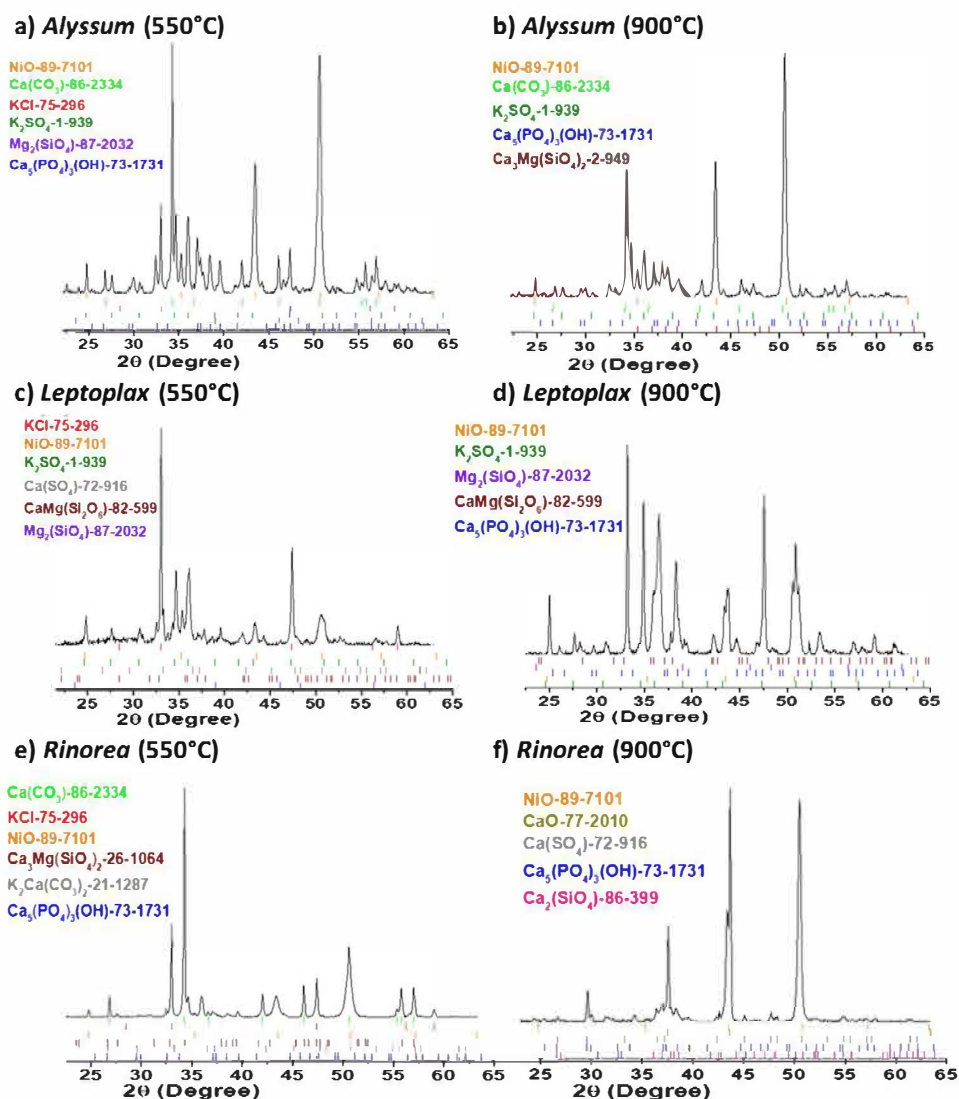 a) Alyssum (550°C)
NiO-89-7101
Ca(CO₃)-86-2334
KCl-75-296
K₂SO₄-1-939
Mg₂(SiO₄)-87-2032
Ca₅(PO₄)₃(OH)-73-1731
25 30 35 40 45 50 55 60 65
2θ (Degree)
b) Alyssum (900°C)
NiO-89-7101
Ca(CO₃)-86-2334
K₂SO₄-1-939
Ca₅(PO₄)₃(OH)-73-1731
Ca₃Mg(SiO₄)₂-2-949
25 30 35 40 45 50 55 60 65
2θ (Degree)
c) Leptoplax (550°C)
KCl-75-296
NiO-89-7101
K₂SO₄-1-939
Ca(SO₄)-72-916
CaMg(Si₂O₆)-82-599
Mg₂(SiO₄)-87-2032
25 30 35 40 45 50 55 60 65
2θ (Degree)
d) Leptoplax (900°C)
NiO-89-7101
K₂SO₄-1-939
Mg₂(SiO₄)-87-2032
CaMg(Si₂O₆)-82-599
Ca₅(PO₄)₃(OH)-73-1731
25 30 35 40 45 50 55 60 65
2θ (Degree)
e) Rinorea (550°C)
Ca(CO₃)-86-2334
KCl-75-296
NiO-89-7101
Ca₃Mg(SiO₄)₂-26-1064
K₂Ca(CO₃)₂-21-1287
Ca₅(PO₄)₃(OH)-73-1731
25 30 35 40 45 50 55 60 65
2θ (Degree)
f) Rinorea (900°C)
NiO-89-7101
CaO-77-2010
Ca(SO₄)-72-916
Ca₅(PO₄)₃(OH)-73-1731
Ca₂(SiO₄)-86-399
25 30 35 40 45 50 55 60 65
2θ (Degree)